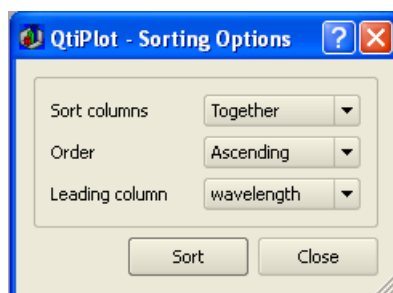 QtiPlot - Sorting Options
Sort columns Together
Order Ascending
Leading column wavelength
Sort Close